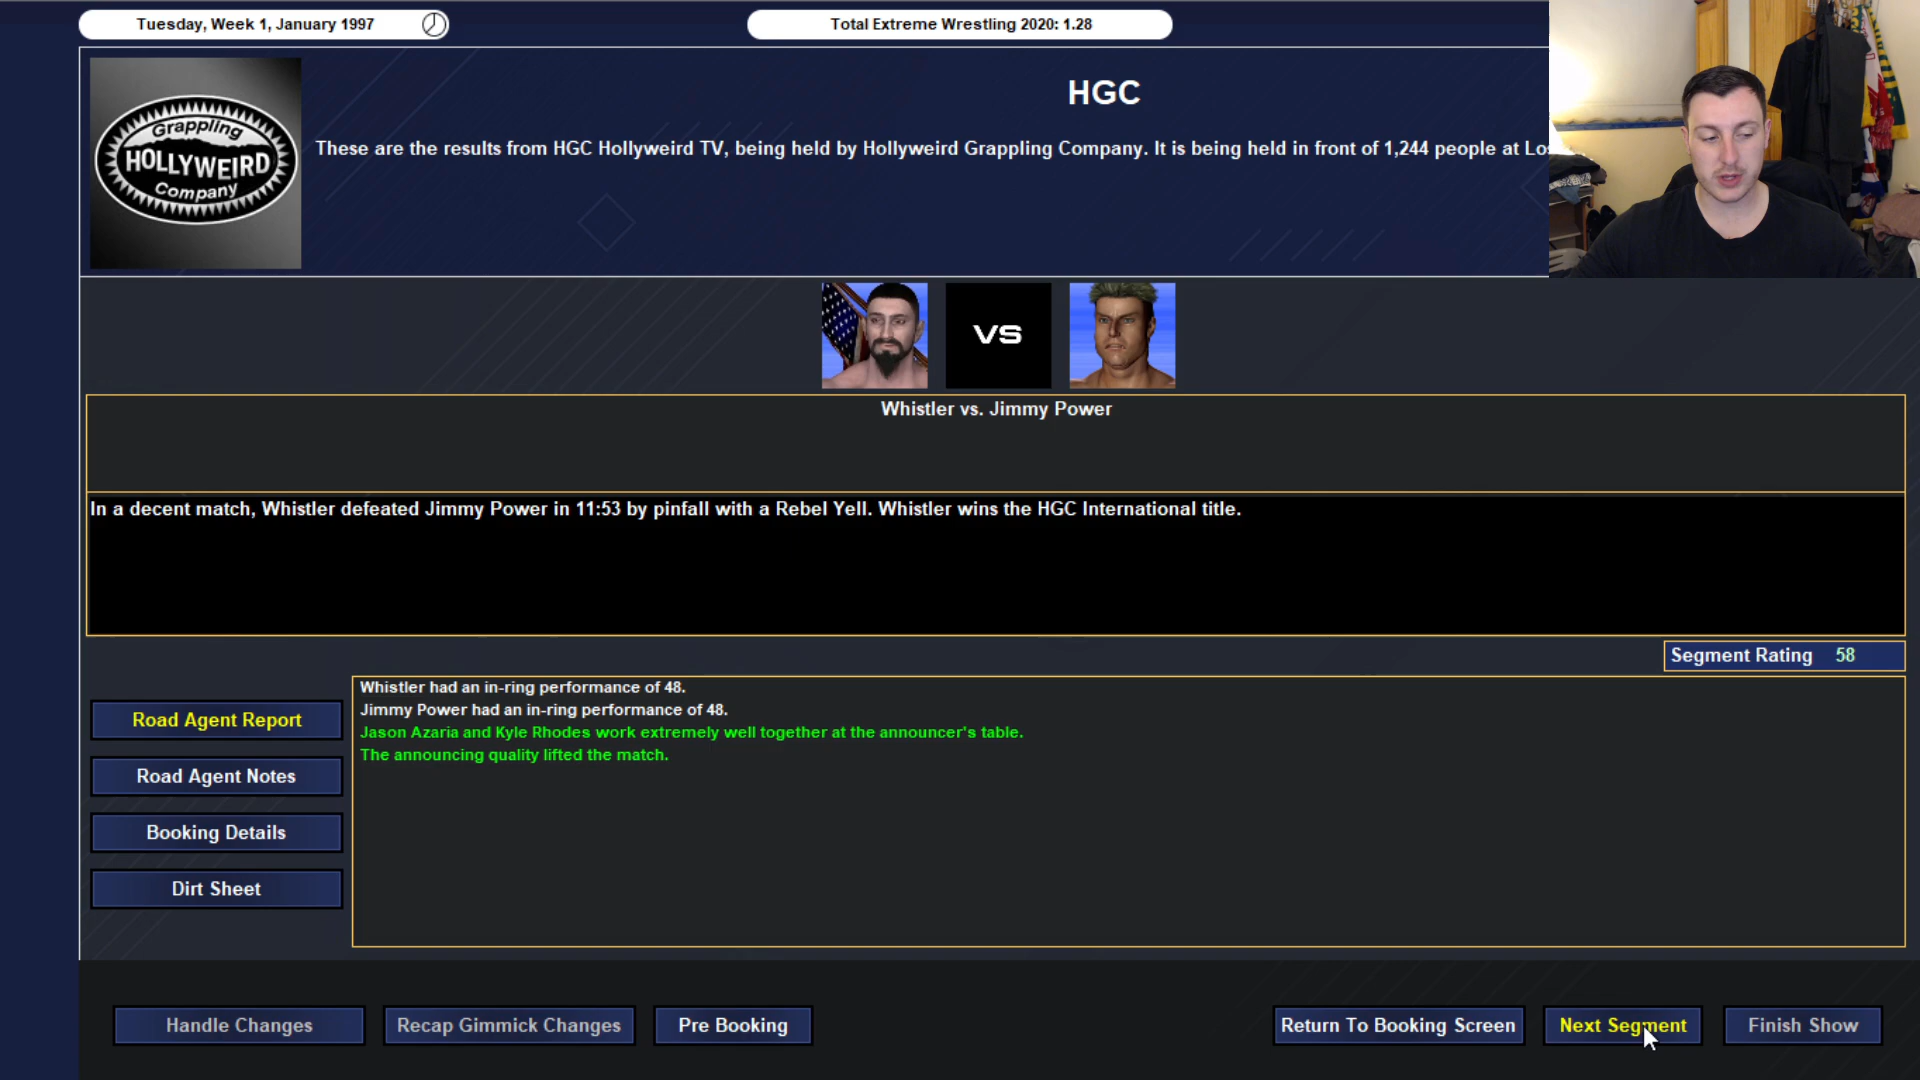 Tuesday, Week 1, January 1997
Total Extreme Wrestling 2020: 1.28
Grappling
HOLLYWEIRD
Company
HGC
These are the results from HGC Hollyweird TV, being held by Hollyweird Grappling Company. It is being held in front of 1,244 people at
VS
Whistler vs. Jimmy Power
In a decent match, Whistler defeated Jimmy Power in 11:53 by pinfall with a Rebel Yell. Whistler wins the HGC International title.
Segment Rating 58
Road Agent Report
Road Agent Notes
Booking Details
Dirt Sheet
Whistler had an in-ring performance of 48.
Jimmy Power had an in-ring performance of 48.
Jason Azaria and Kyle Rhodes work extremely well together at the announcer's table.
The announcing quality lifted the match.
Handle Changes
Recap Gimmick Changes
Pre Booking
Return To Booking Screen
Next Segment
Finish Show